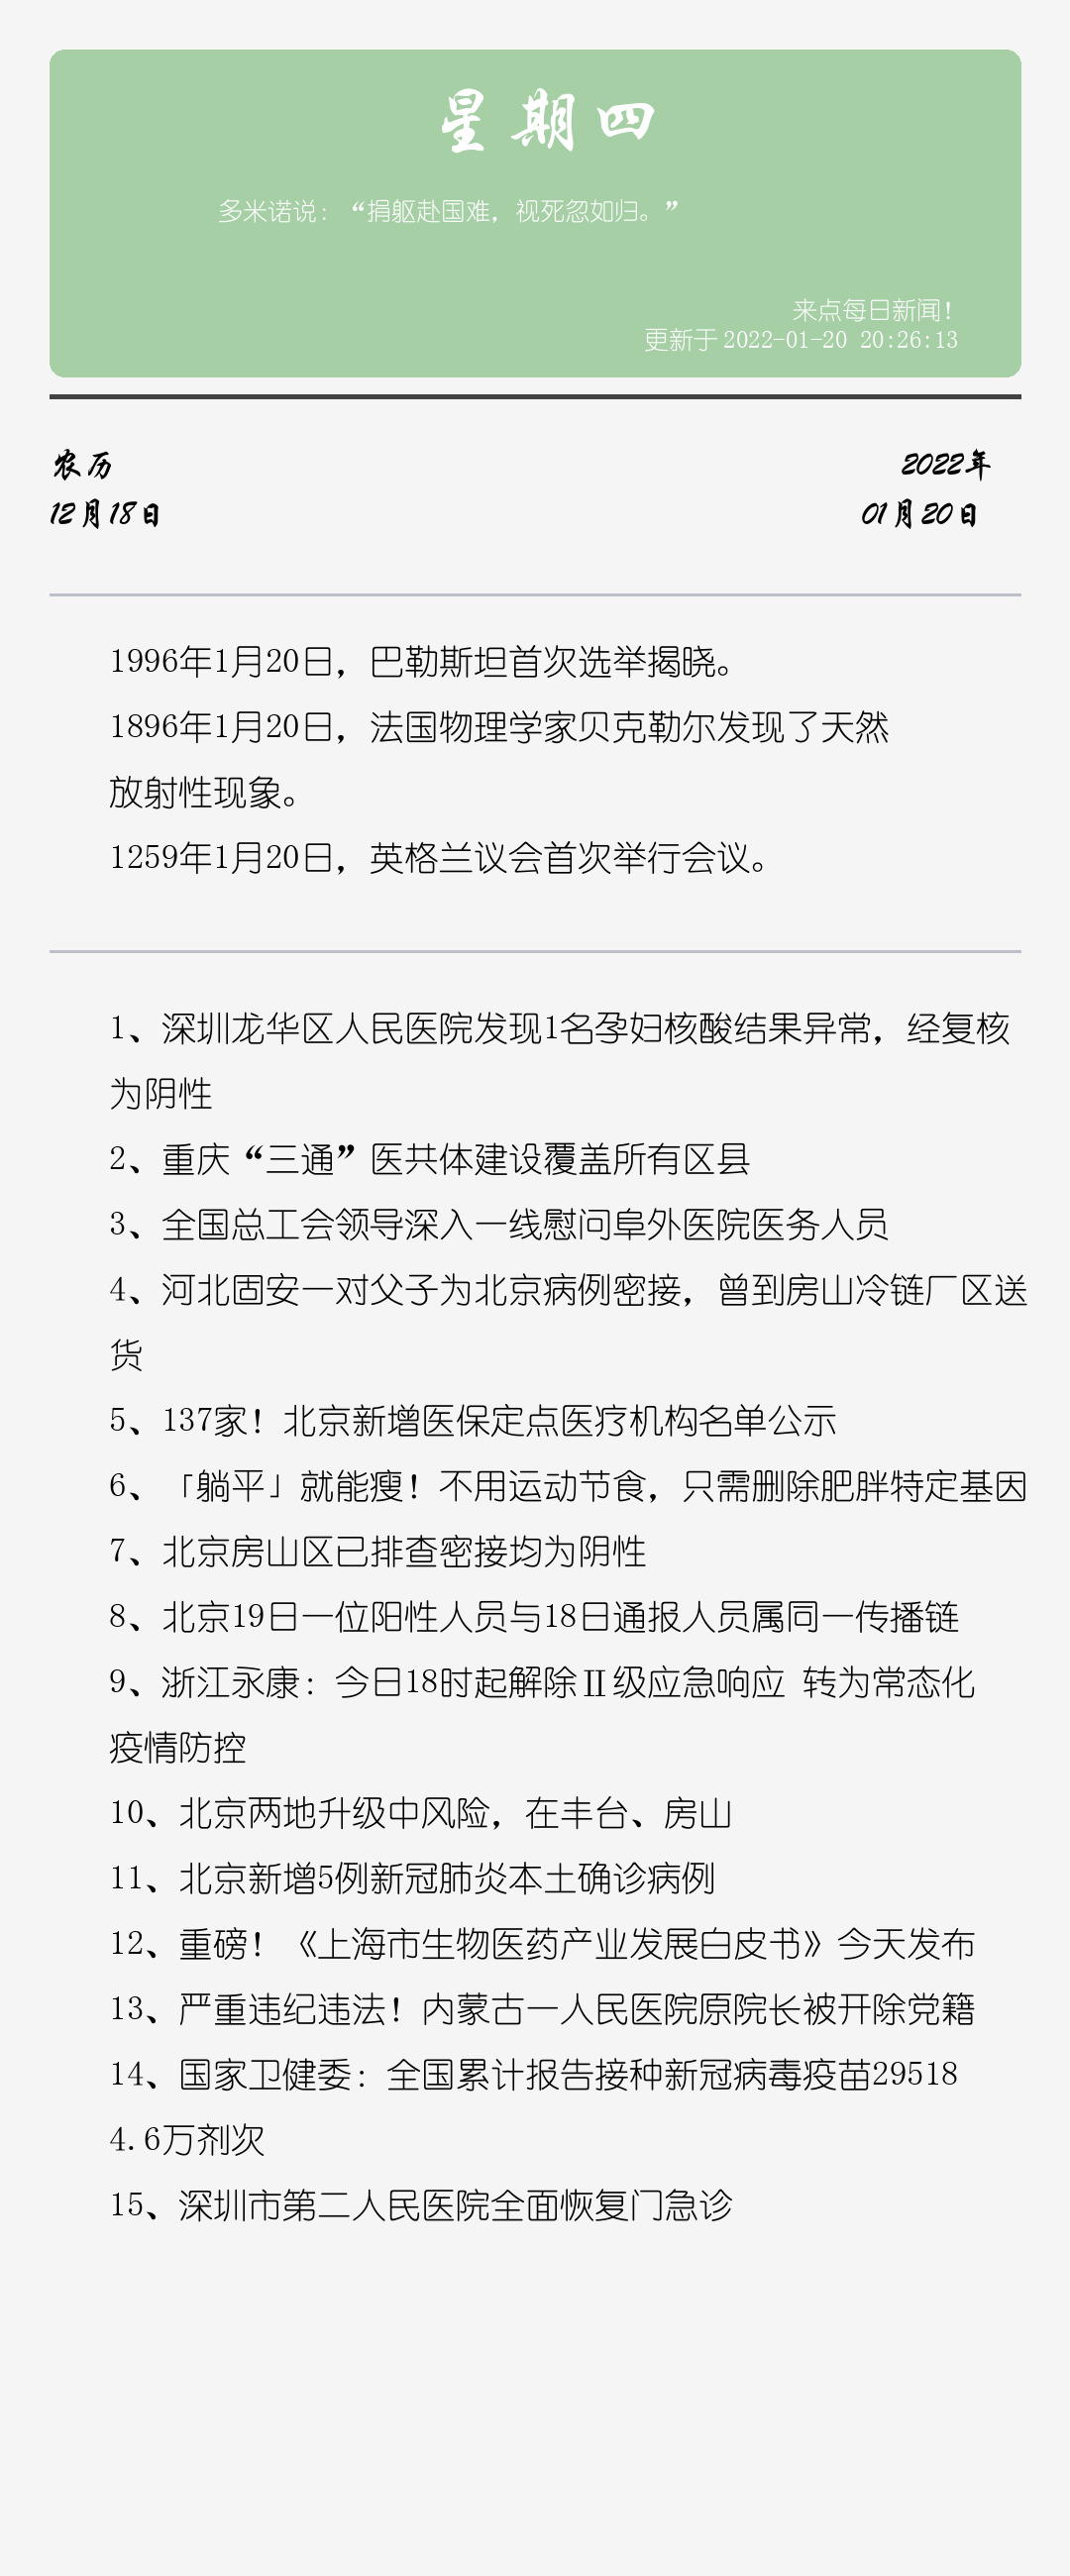 星期四
多米诺说：“捐躯赴国难，视死忽如归。”
来点每日新闻！
更新于 2022-01-20 20:26:13
农历
2022年
12月18日
01月20日
1996年1月20日，巴勒斯坦首次选举揭晓。
1896年1月20日，法国物理学家贝克勒尔发现了天然
放射性现象。
1259年1月20日，英格兰议会首次举行会议。
1、深圳龙华区人民医院发现1名孕妇核酸结果异常，经复核
为阴性
2、重庆“三通”医共体建设覆盖所有区县
3、全国总工会领导深入一线慰问阜外医院医务人员
4、河北固安一对父子为北京病例密接，曾到房山冷链厂区送
货
5、137家！北京新增医保定点医疗机构名单公示
6、「躺平」就能瘦！不用运动节食，只需删除肥胖特定基因
7、北京房山区已排查密接均为阴性
8、北京19日一位阳性人员与18日通报人员属同一传播链
9、浙江永康：今日18时起解除Ⅱ级应急响应 转为常态化
疫情防控
10、北京两地升级中风险，在丰台、房山
11、北京新增5例新冠肺炎本土确诊病例
12、重磅！《上海市生物医药产业发展白皮书》今天发布
13、严重违纪违法！内蒙古一人民医院原院长被开除党籍
14、国家卫健委：全国累计报告接种新冠病毒疫苗29518
4.6万剂次
15、深圳市第二人民医院全面恢复门急诊